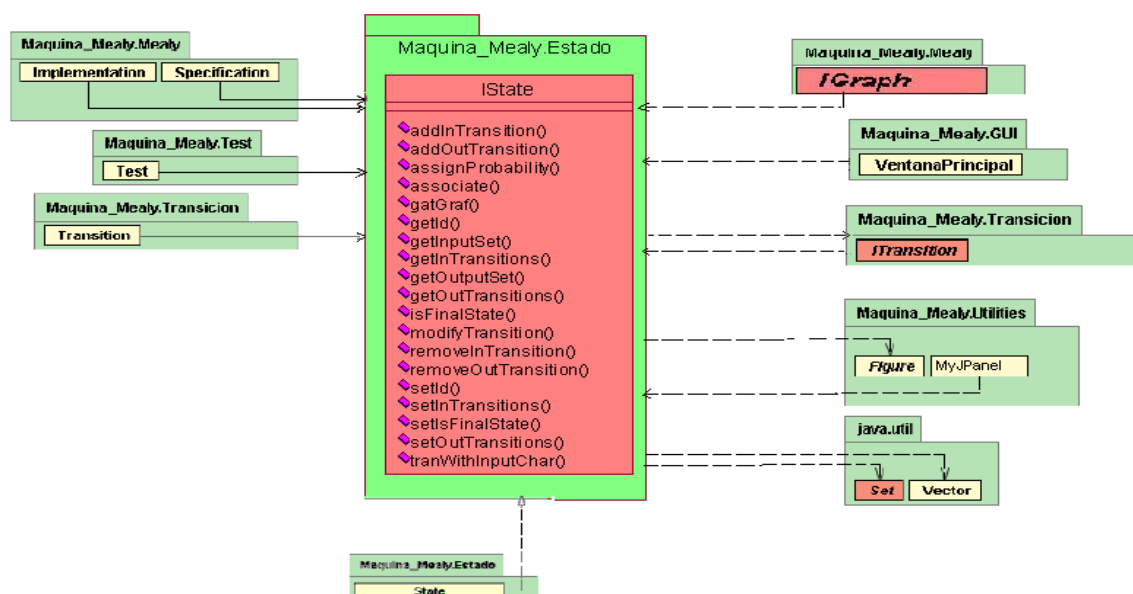 Maquina_Mealy.Mealy
Implementation
Specification
Maquina_Mealy.Test
Test
Maquina_Mealy.Transicion
Transition
Maquina_Mealy.Estado
IState
addInTransition()
addOutTransition()
assignProbability()
associate()
gatGraf()
getId()
getInputSet()
getInTransitions()
getOutputSet()
getOutTransitions()
isFinalState()
modifyTransition()
removeInTransition()
removeOutTransition()
setId()
setInTransitions()
setIsFinalState()
setOutTransitions()
tranWithInputChar()
Maquina_Mealy.Mealy
IGraph
Maquina_Mealy.GUI
VentanaPrincipal
Maquina_Mealy.Transicion
ITransition
Maquina_Mealy.Utilities
Figure
MyJPanel
java.util
Set
Vector
Maquina_Mealy.Estado
State